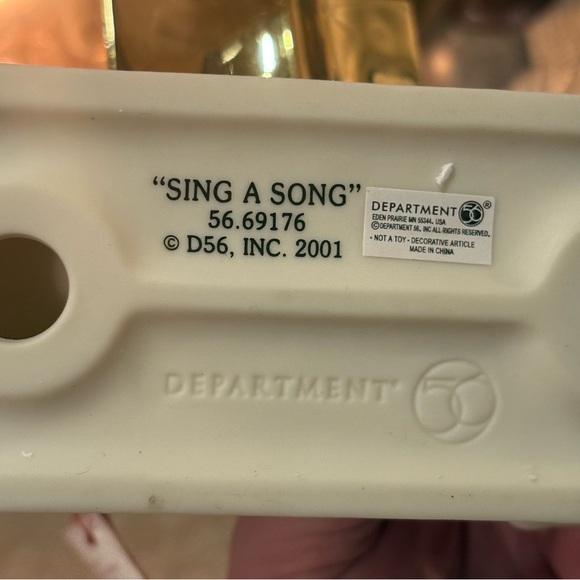 “SING A SONG”
56.69176
© D56, INC. 2001
DEPARTMENT 56®
EDEN PRAIRIE MN 55344, USA
©DEPARTMENT 56, INC ALL RIGHTS RESERVED.
• NOT A TOY • DECORATIVE ARTICLE
MADE IN CHINA
DEPARTMENT® 56